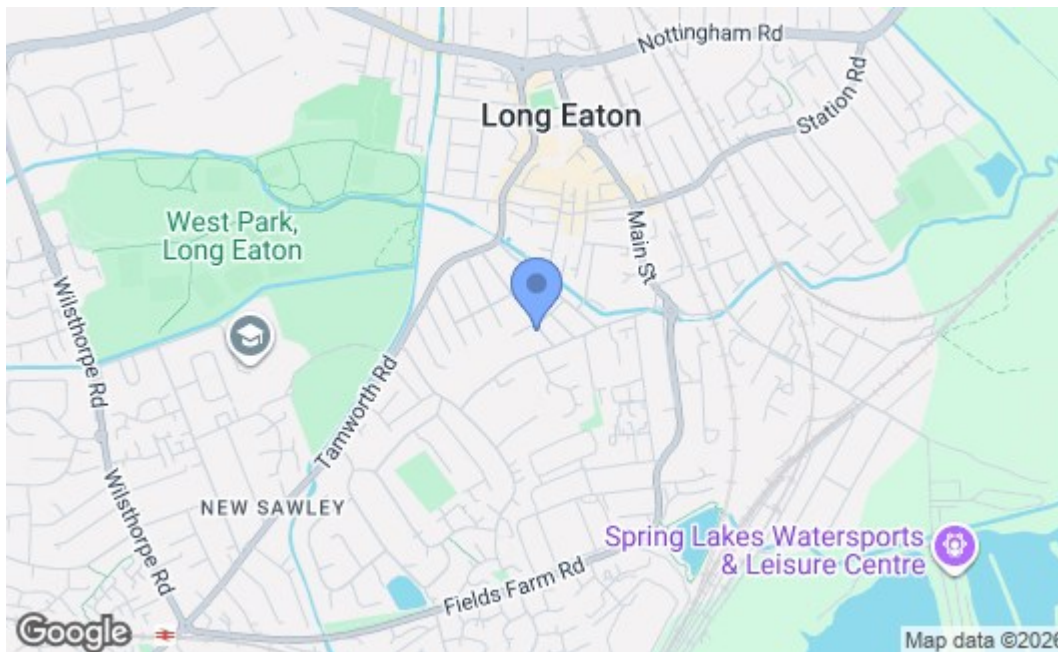 Nottingham Rd
Long Eaton
Station Rd
West Park,
Long Eaton
Main St
Wilsthorpe Rd
Tamworth Rd
Wilsthorpe Rd
NEW SAWLEY
Spring Lakes Watersports
& Leisure Centre
Fields Farm Rd
Google
Map data ©2026